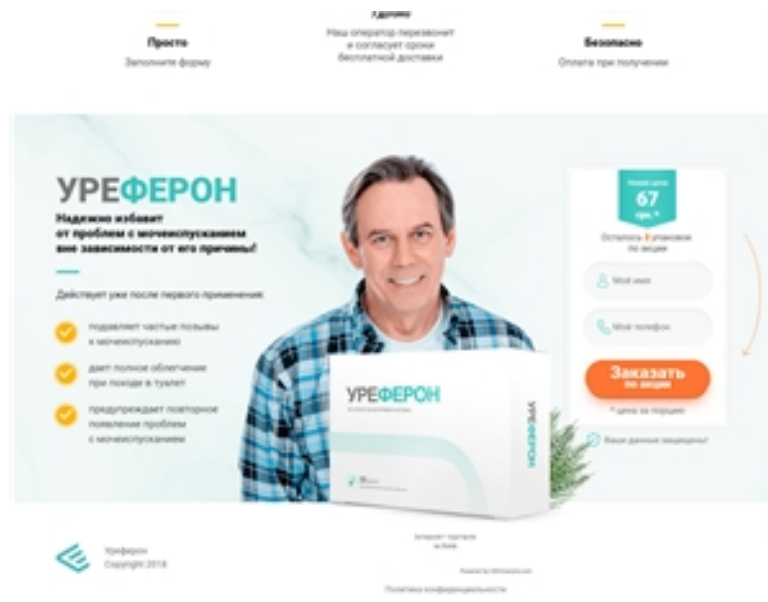 Удобно
Просто
Заполните форму
Наш оператор перезвонит
и согласует сроки
бесплатной доставки
Безопасно
Оплата при получении
УРЕФЕРОН
Надежно избавит
от проблем с мочеиспусканием
вне зависимости от его причины!
Действует уже после первого применения:
подавляет частые позывы
к мочеиспусканию
дает полное облегчение
при походе в туалет
предупреждает повторное
появление проблем
с мочеиспусканием
УРЕФЕРОН
УРЕФЕРОН
67
грн.*
Осталось упаковок
по акции
Моё имя
Мой телефон
Заказать
по акции
* цена за порцию
Ваши данные защищены!
Уреферон
Copyright 2018
Политика конфиденциальности